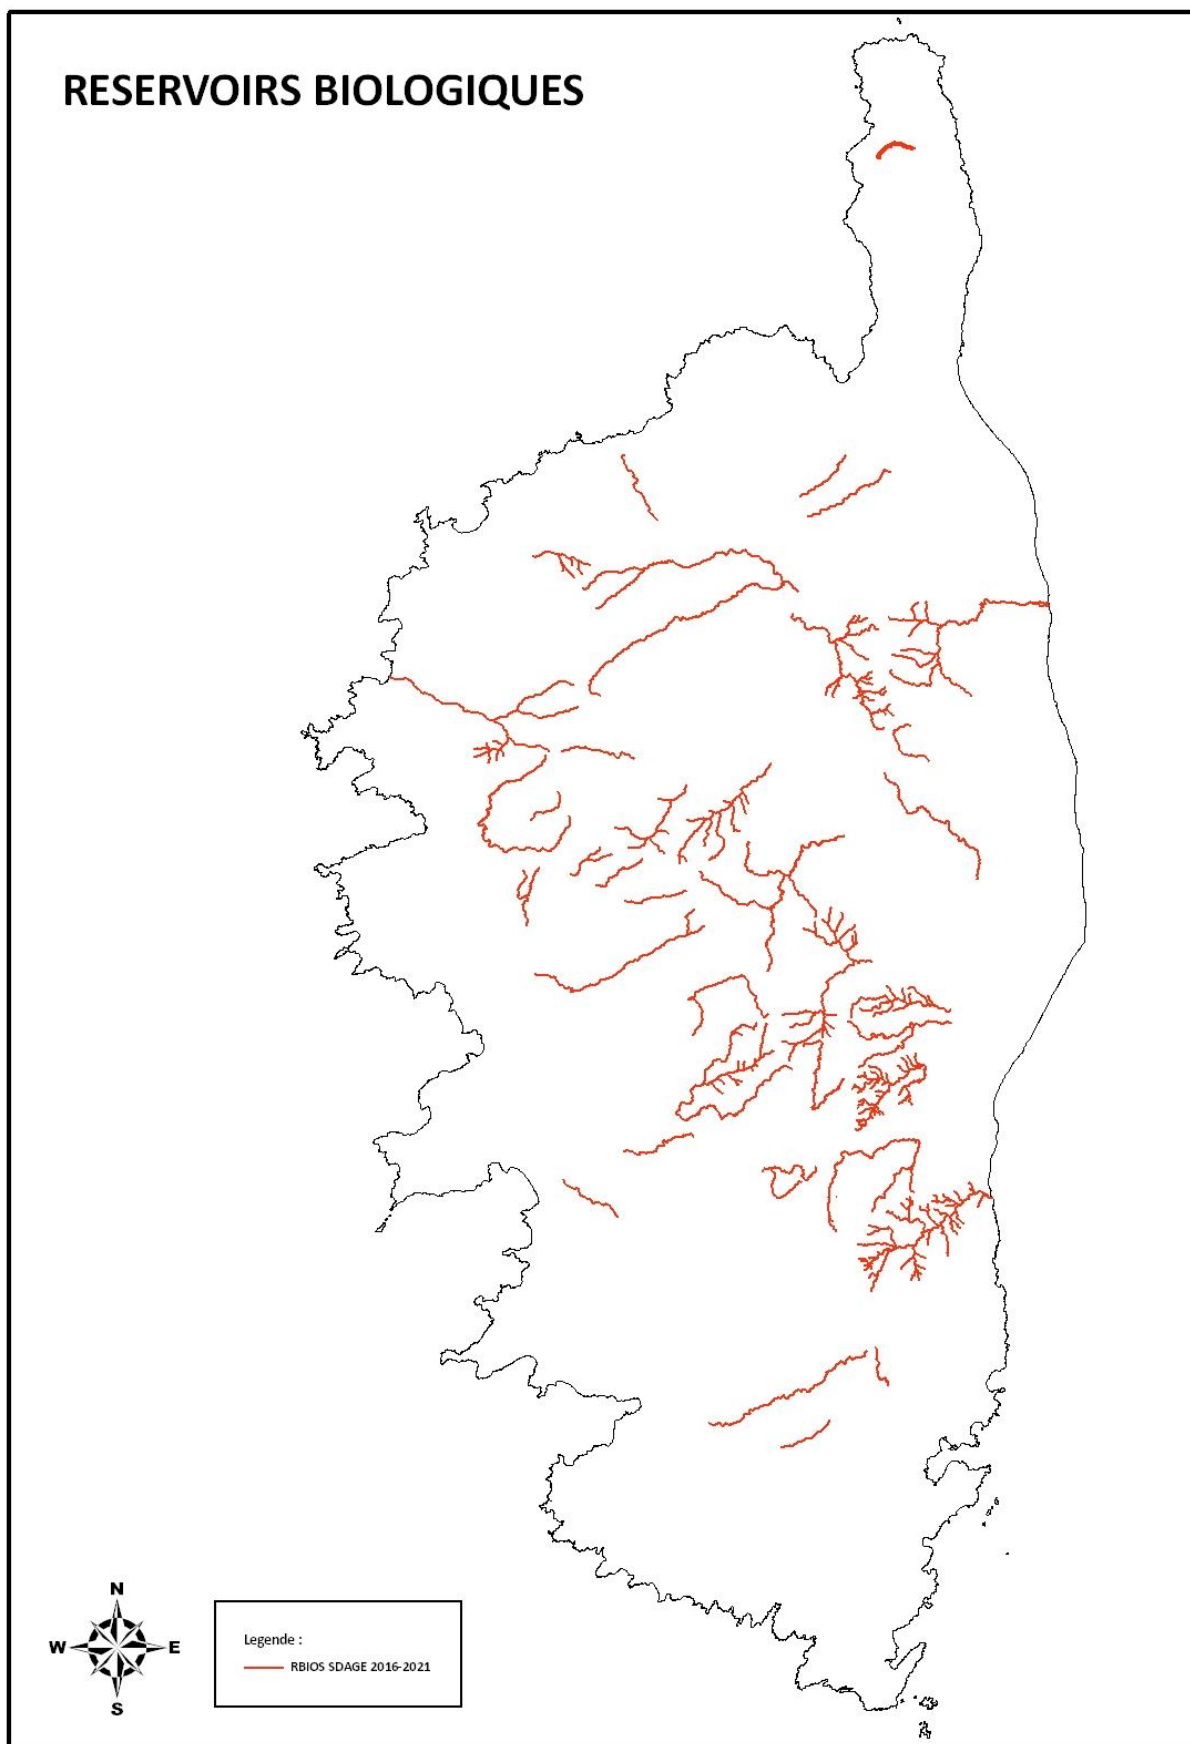 RESERVOIRS BIOLOGIQUES
N
W E
S
Legende :
RBIOS SDAGE 2016-2021